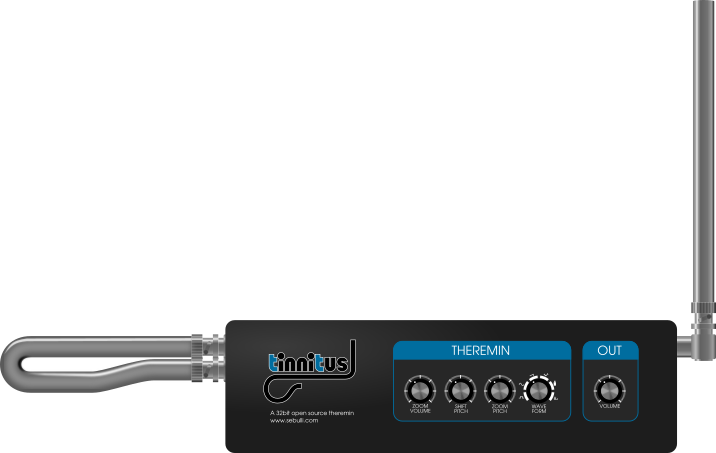 tinnitus
A 32bit open source theremin
www.sebulli.com
THEREMIN
ZOOM
VOLUME
SHIFT
PITCH
ZOOM
PITCH
WAVE
FORM
OUT
VOLUME